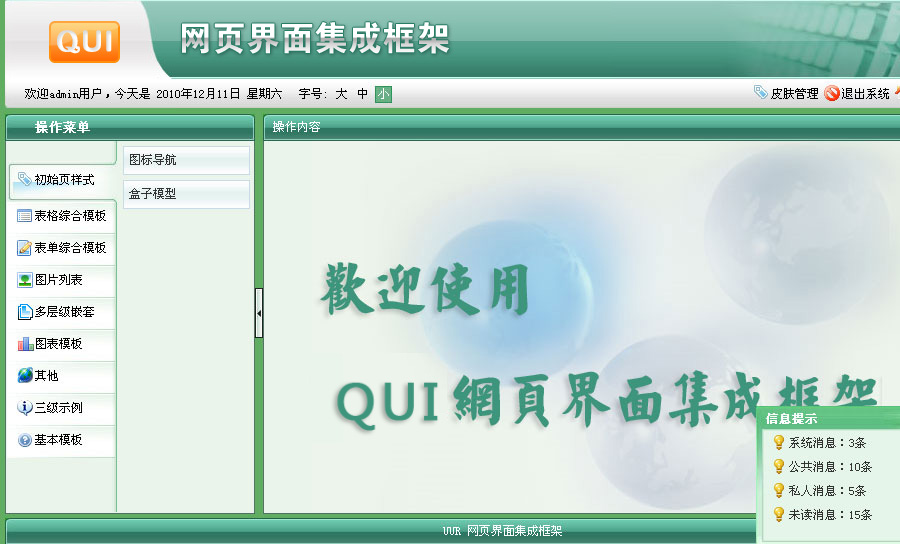 QUI
网页界面集成框架
欢迎admin用户，今天是 2010年12月11日 星期六 字号: 大 中 小
皮肤管理 退出系统
操作菜单
初始页样式
表格综合模板
表单综合模板
图片列表
多层级嵌套
图表模板
其他
三级示例
基本模板
图标导航
盒子模型
操作内容
歡迎使用
QUI 網頁界面集成框架
信息提示
系统消息：3条
公共消息：10条
私人消息：5条
未读消息：15条
UUR 网页界面集成框架